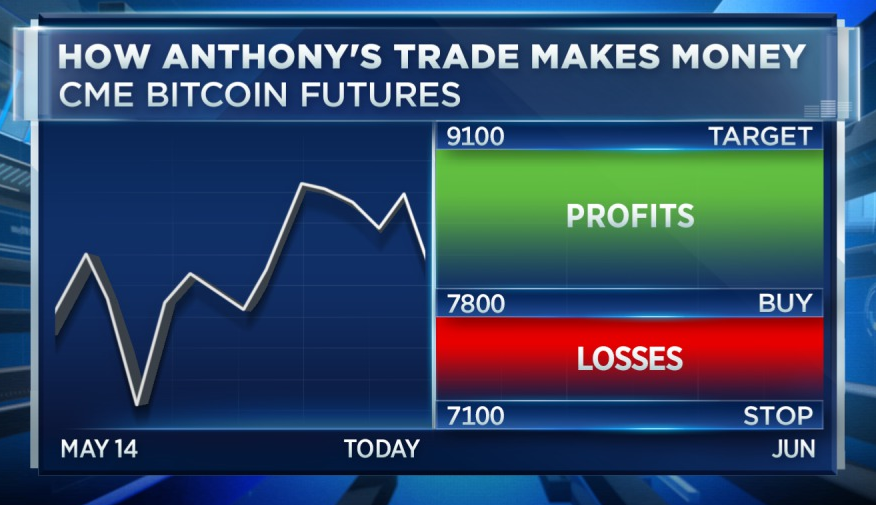 HOW ANTHONY'S TRADE MAKES MONEY
CME BITCOIN FUTURES
9100 TARGET
PROFITS
7800 BUY
LOSSES
7100 STOP
MAY 14 TODAY JUN